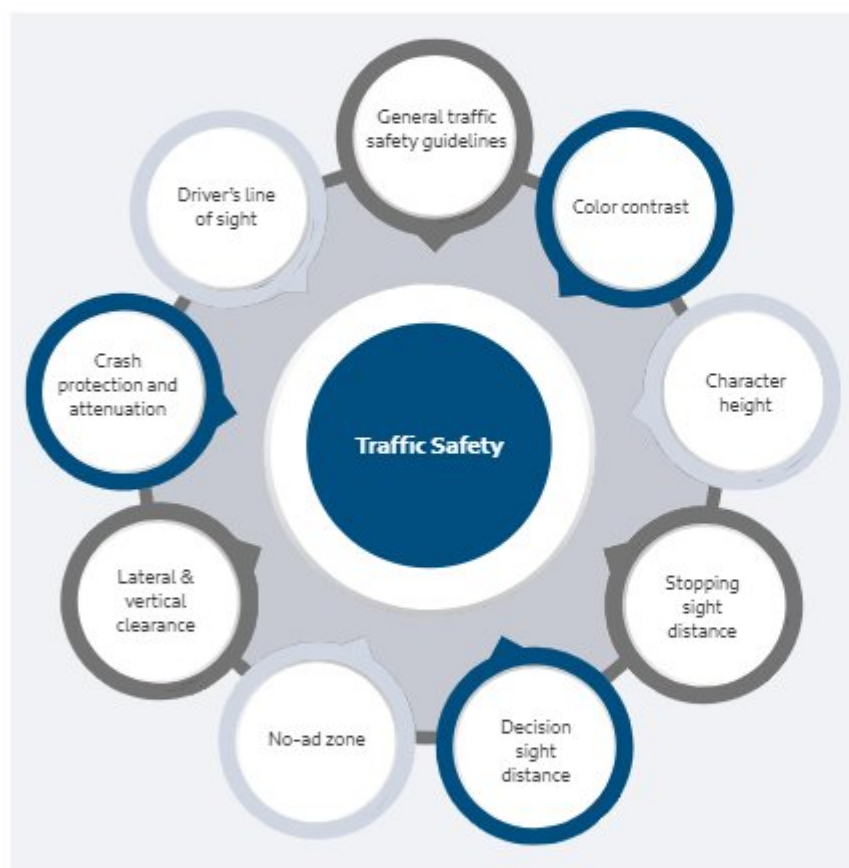 General traffic
safety guidelines
Color contrast
Character
height
Stopping
sight
distance
Decision
sight
distance
No-ad zone
Lateral &
vertical
clearance
Crash
protection and
attenuation
Driver's line
of sight
Traffic Safety